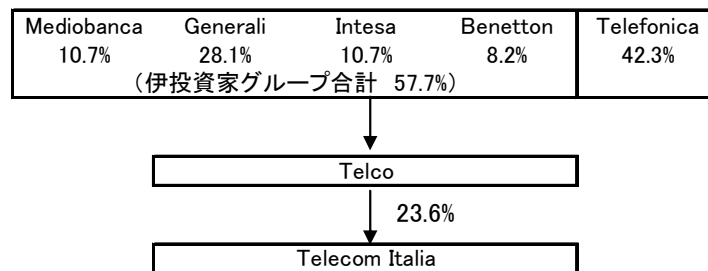 Mediobanca Generali Intesa Benetton Telefonica
10.7% 28.1% 10.7% 8.2% 42.3%
（伊投資家グループ合計 57.7%）
Telco
23.6%
Telecom Italia